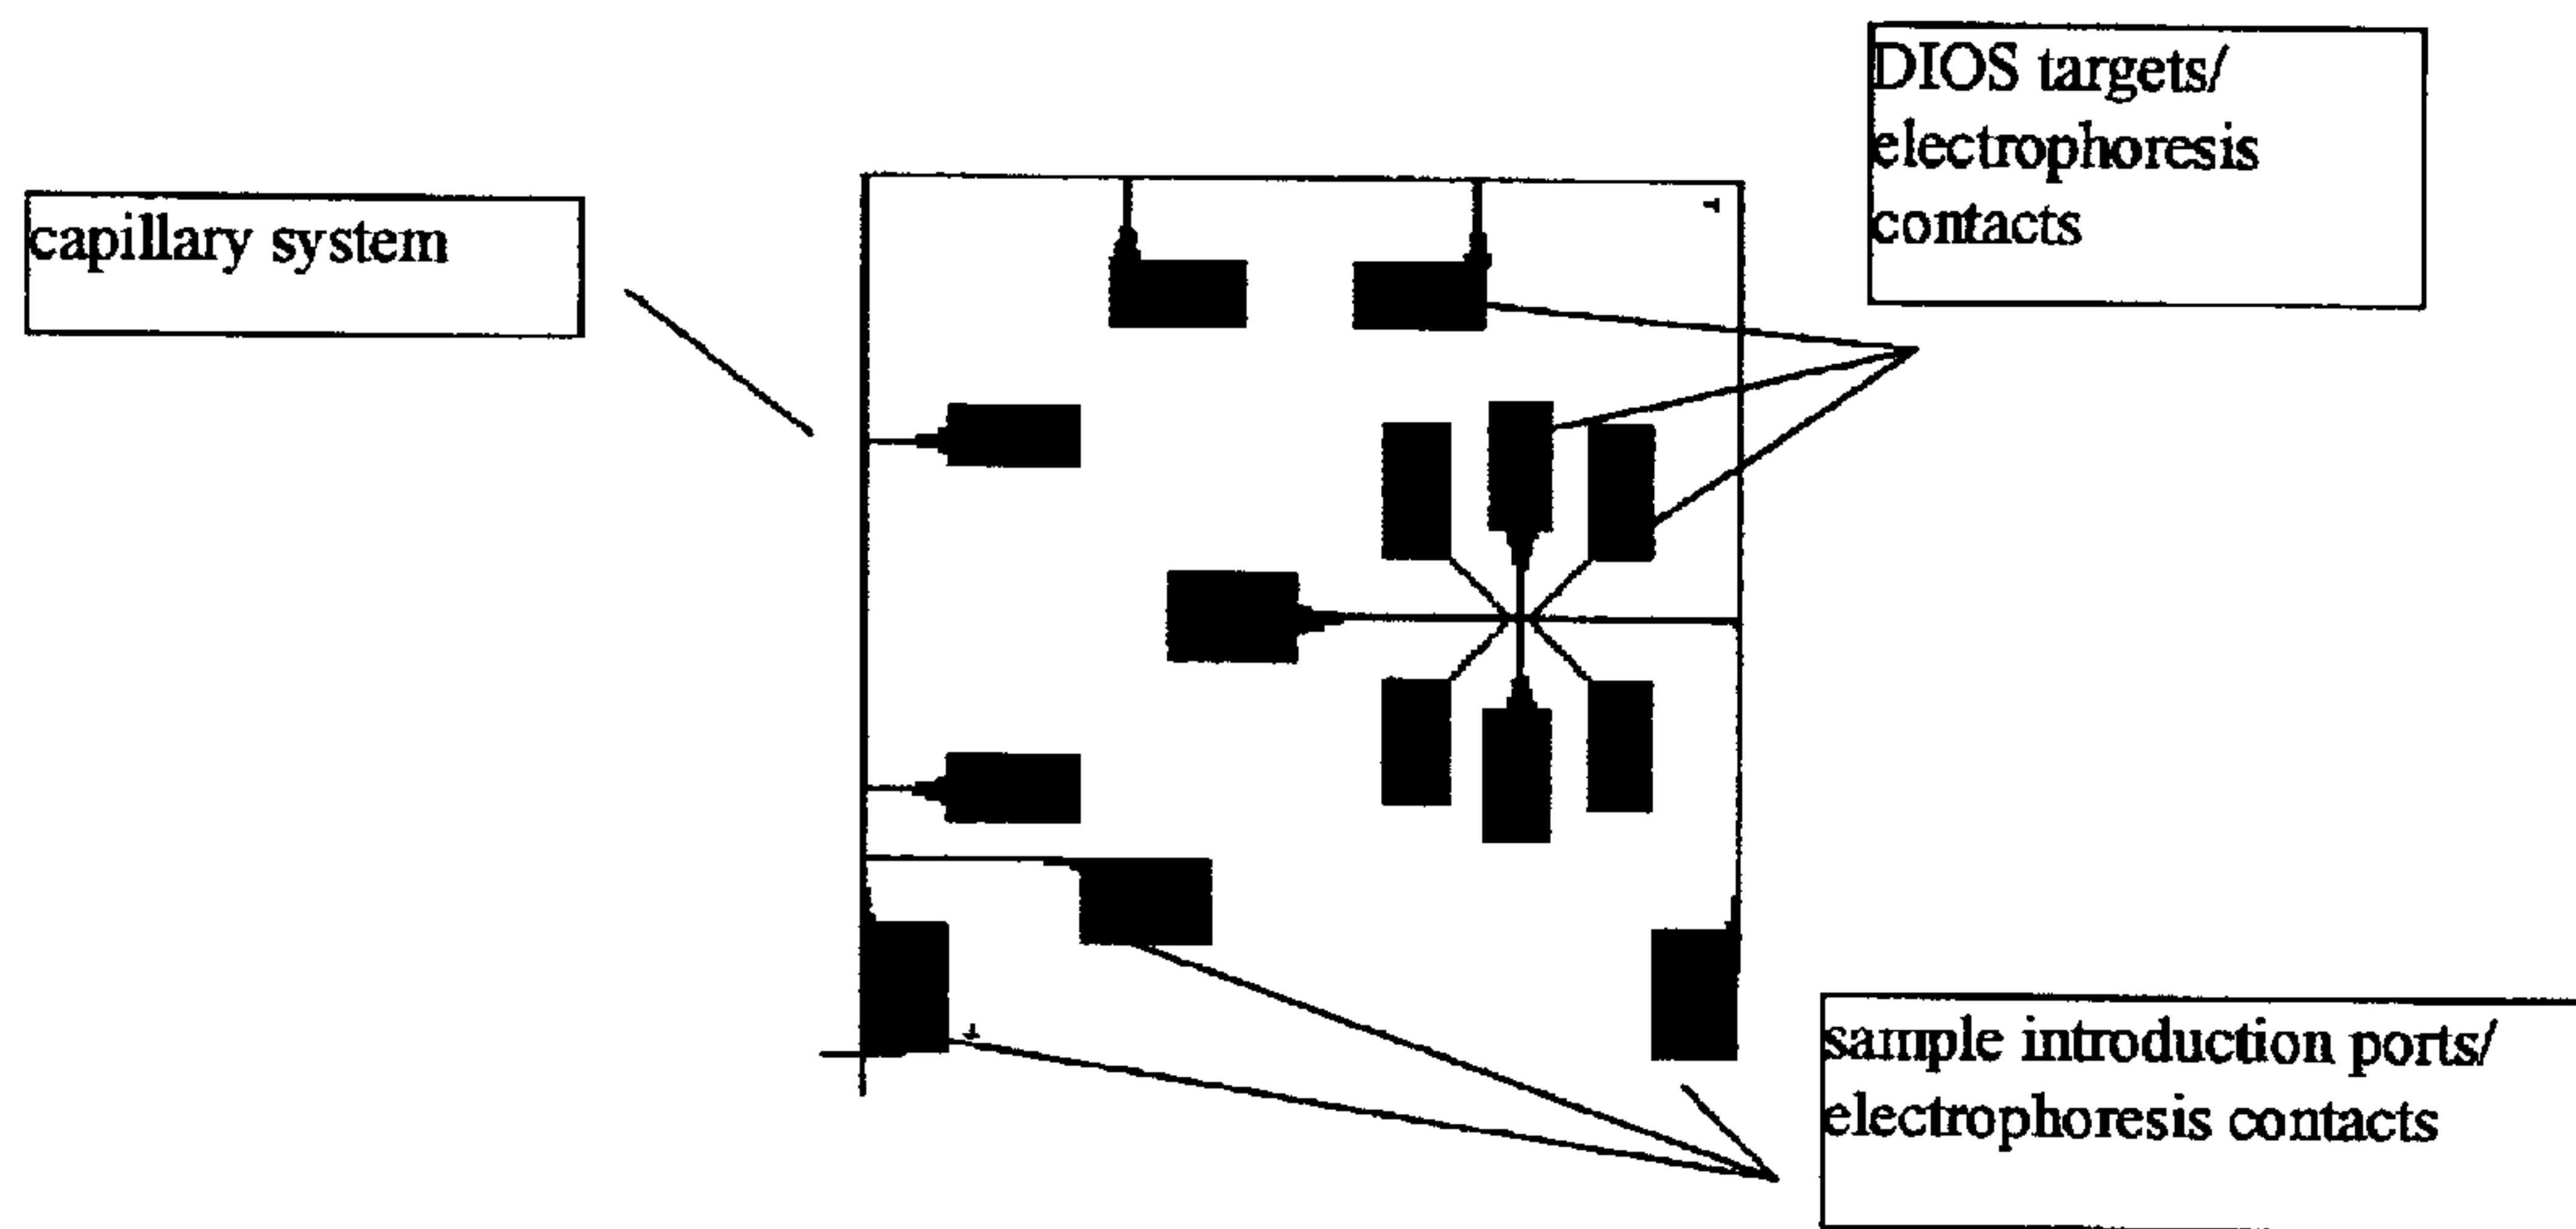 capillary system
DIOS targets/
electrophoresis
contacts
sample introduction ports/
electrophoresis contacts